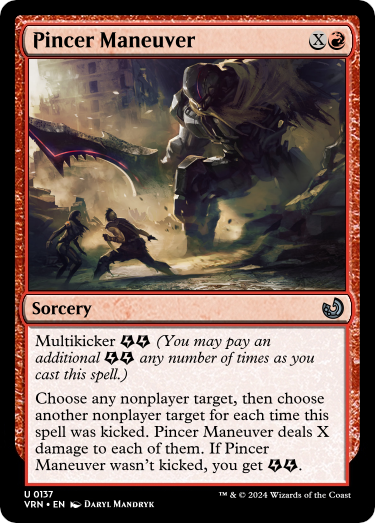 Pincer Maneuver
X
Sorcery
Multikicker (You may pay an
additional any number of times as you
cast this spell.)
Choose any nonplayer target, then choose
another nonplayer target for each time this
spell was kicked. Pincer Maneuver deals X
damage to each of them. If Pincer
Maneuver wasn't kicked, you get .
U 0137
VRN • EN Daryl Mandryk
™ & © 2024 Wizards of the Coast